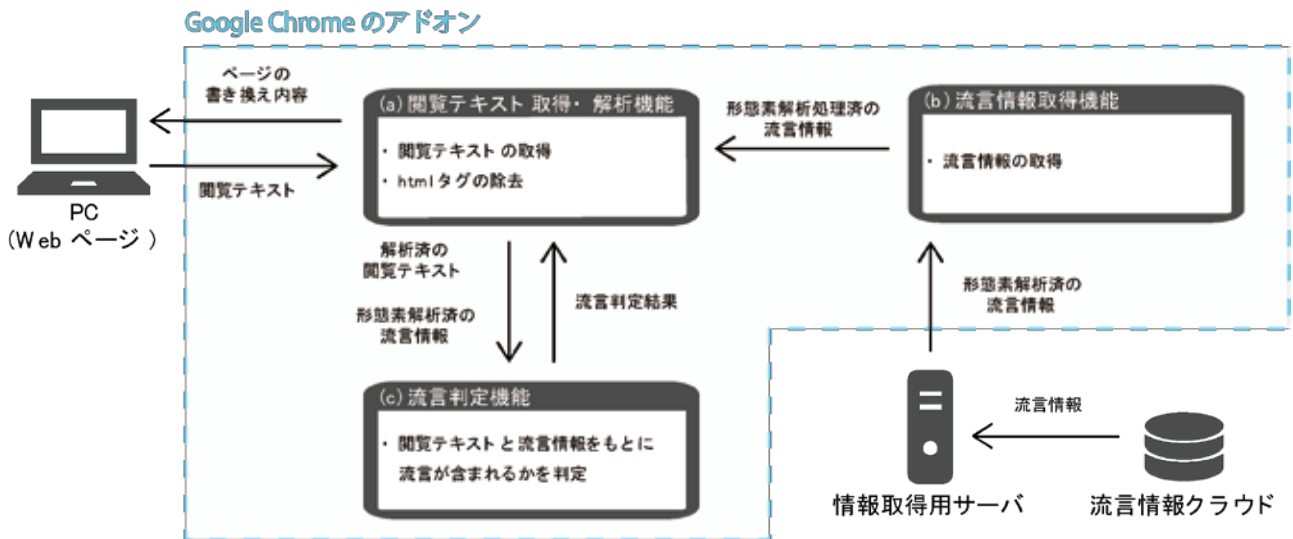 Google Chrome のアドオン
ページの
書き換え内容
閲覧テキスト
PC
(Web ページ )
(a) 閲覧テキスト 取得・ 解析機能
・ 閲覧テキスト の取得
・ html タグの除去
形態素解析処理済の
流言情報
(b) 流言情報取得機能
・ 流言情報の取得
解析済の
閲覧テキスト
形態素解析済の
流言情報
流言判定結果
形態素解析済の
流言情報
(c) 流言判定機能
・ 閲覧テキスト と 流言情報をもとに
流言が含まれるかを判定
流言情報
情報取得用サーバ
流言情報クラウド